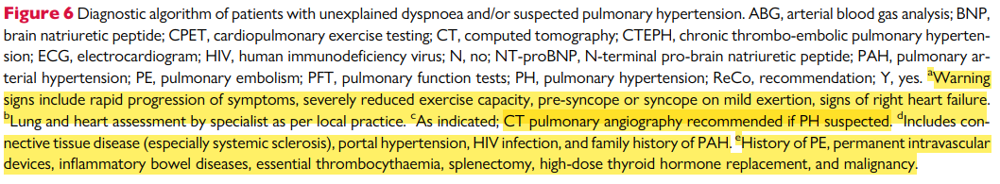 Figure 6 Diagnostic algorithm of patients with unexplained dyspnoea and/or suspected pulmonary hypertension. ABG, arterial blood gas analysis; BNP,
brain natriuretic peptide; CPET, cardiopulmonary exercise testing; CT, computed tomography; CTEPH, chronic thrombo-embolic pulmonary hyperten-
sion; ECG, electrocardiogram; HIV, human immunodeficiency virus; N, no; NT-proBNP, N-terminal pro-brain natriuretic peptide; PAH, pulmonary ar-
terial hypertension; PE, pulmonary embolism; PFT, pulmonary function tests; PH, pulmonary hypertension; ReCo, recommendation; Y, yes. ᵃWarning
signs include rapid progression of symptoms, severely reduced exercise capacity, pre-syncope or syncope on mild exertion, signs of right heart failure.
ᵇLung and heart assessment by specialist as per local practice. ᶜAs indicated; CT pulmonary angiography recommended if PH suspected. ᵈIncludes con-
nective tissue disease (especially systemic sclerosis), portal hypertension, HIV infection, and family history of PAH. ᵉHistory of PE, permanent intravascular
devices, inflammatory bowel diseases, essential thrombocythaemia, splenectomy, high-dose thyroid hormone replacement, and malignancy.